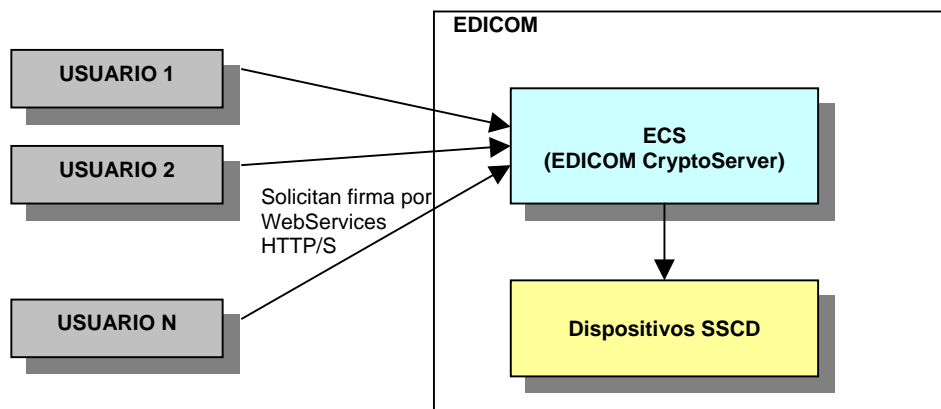 EDICOM
USUARIO 1
ECS
(EDICOM CryptoServer)
USUARIO 2
Solicitan firma por
WebServices
HTTP/S
USUARIO N
Dispositivos SSCD